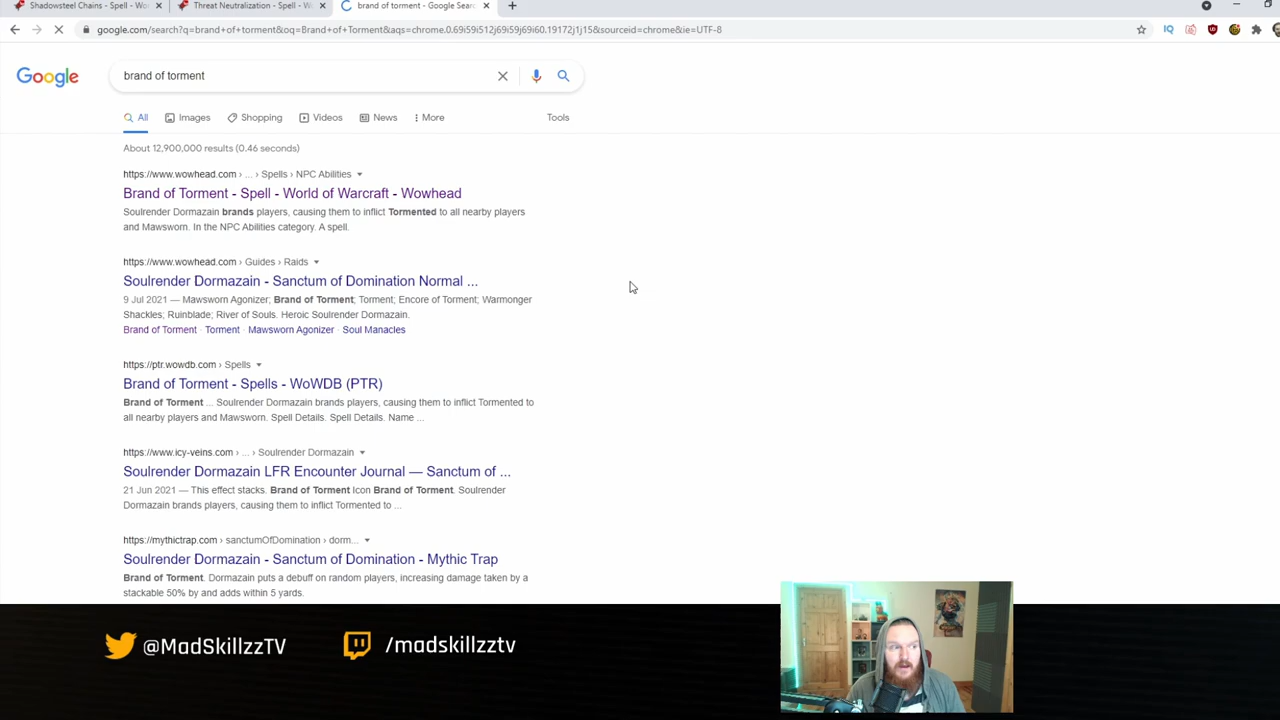 Shadowsteel Chains - Spell - Wo
Threat Neutralization - Spell - W
brand of torment - Google Sear
google.com/search?q=brand+of+torment&oq=Brand+of+Torment&aqs=chrome.0.69i59i512j69i59j69i60.19172j1j15&sourceid=chrome&ie=UTF-8
Google
brand of torment
All Images Shopping Videos News More Tools
About 12,900,000 results (0.46 seconds)
https://www.wowhead.com › ... › Spells › NPC Abilities
Brand of Torment - Spell - World of Warcraft - Wowhead
Soulrender Dormazain brands players, causing them to inflict Tormented to all nearby players
and Mawsworn. In the NPC Abilities category. A spell.
https://www.wowhead.com › Guides › Raids
Soulrender Dormazain - Sanctum of Domination Normal ...
9 Jul 2021 — Mawsworn Agonizer; Brand of Torment; Torment; Encore of Torment; Warmonger
Shackles; Ruinblade; River of Souls. Heroic Soulrender Dormazain.
Brand of Torment · Torment · Mawsworn Agonizer · Soul Manacles
https://ptr.wowdb.com › Spells
Brand of Torment - Spells - WoWDB (PTR)
Brand of Torment ... Soulrender Dormazain brands players, causing them to inflict Tormented to
all nearby players and Mawsworn. Spell Details. Spell Details. Name ...
https://www.icy-veins.com › ... › Soulrender Dormazain
Soulrender Dormazain LFR Encounter Journal — Sanctum of ...
21 Jun 2021 — This effect stacks. Brand of Torment Icon Brand of Torment. Soulrender
Dormazain brands players, causing them to inflict Tormented to ...
https://mythictrap.com › sanctumOfDomination › dorm...
Soulrender Dormazain - Sanctum of Domination - Mythic Trap
Brand of Torment. Dormazain puts a debuff on random players, increasing damage taken by a
stackable 50% by and adds within 5 yards.
@MadSkillzzTV
/madskillzztv